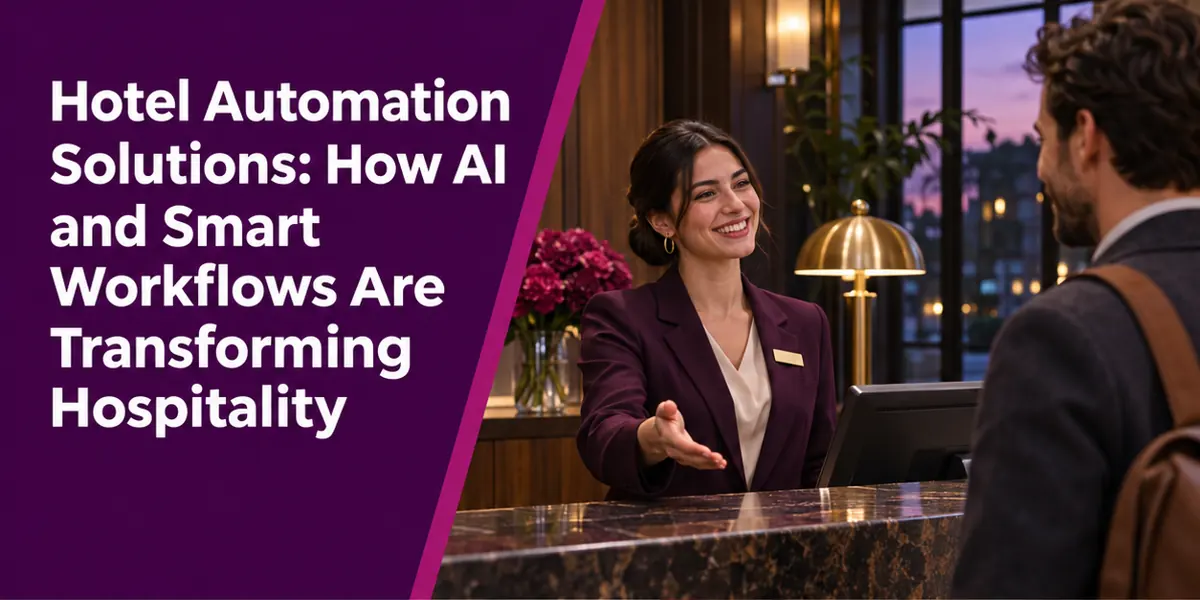 Hotel Automation
Solutions: How AI
and Smart
Workflows Are
Transforming
Hospitality